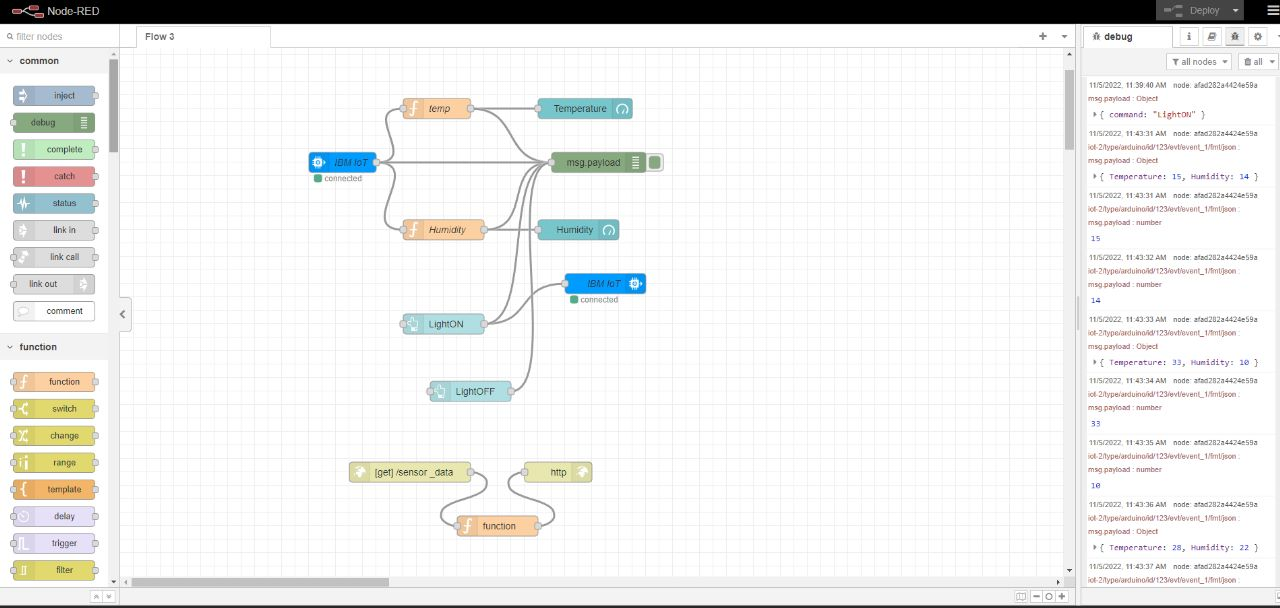 Node-RED
Deploy
filter nodes
Flow 3
debug
i
all nodes
all
common
inject
debug
complete
catch
status
link in
link call
link out
comment
function
function
switch
change
range
template
delay
trigger
filter
temp
Temperature
IBM IoT
connected
msg.payload
Humidity
Humidity
IBM IoT
connected
LightON
LightOFF
[get] /sensor _data
http
function
11/5/2022, 11:39:40 AM node: afad282a4424e59a
msg.payload : Object
{ command: "LightON" }
11/5/2022, 11:43:31 AM node: afad282a4424e59a
iot-2/type/arduino/id/123/evt/event_1/fmt/json :
msg.payload : Object
{ Temperature: 15, Humidity: 14 }
11/5/2022, 11:43:31 AM node: afad282a4424e59a
iot-2/type/arduino/id/123/evt/event_1/fmt/json :
msg.payload : number
15
11/5/2022, 11:43:32 AM node: afad282a4424e59a
iot-2/type/arduino/id/123/evt/event_1/fmt/json :
msg.payload : number
14
11/5/2022, 11:43:33 AM node: afad282a4424e59a
iot-2/type/arduino/id/123/evt/event_1/fmt/json :
msg.payload : Object
{ Temperature: 33, Humidity: 10 }
11/5/2022, 11:43:34 AM node: afad282a4424e59a
iot-2/type/arduino/id/123/evt/event_1/fmt/json :
msg.payload : number
33
11/5/2022, 11:43:35 AM node: afad282a4424e59a
iot-2/type/arduino/id/123/evt/event_1/fmt/json :
msg.payload : number
10
11/5/2022, 11:43:36 AM node: afad282a4424e59a
iot-2/type/arduino/id/123/evt/event_1/fmt/json :
msg.payload : Object
{ Temperature: 28, Humidity: 22 }
11/5/2022, 11:43:37 AM node: afad282a4424e59a
iot-2/type/arduino/id/123/evt/event_1/fmt/json :